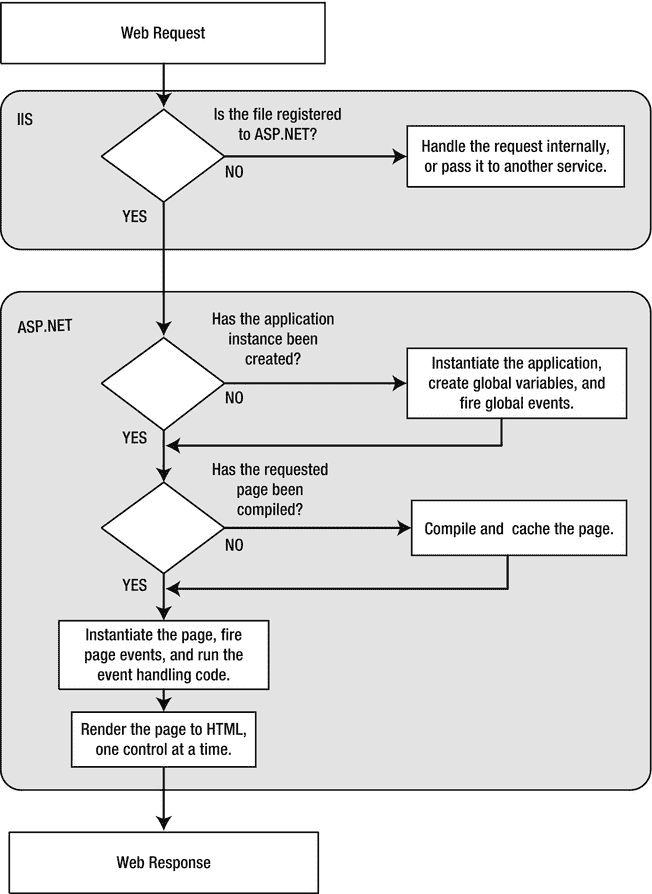 Web Request
IIS
Is the file registered
to ASP.NET?
Handle the request internally,
or pass it to another service.
NO
YES
ASP.NET
Has the application
instance been
created?
Instantiate the application,
create global variables, and
fire global events.
NO
YES
Has the requested
page been
compiled?
Compile and cache the page.
NO
YES
Instantiate the page, fire
page events, and run the
event handling code.
Render the page to HTML,
one control at a time.
Web Response